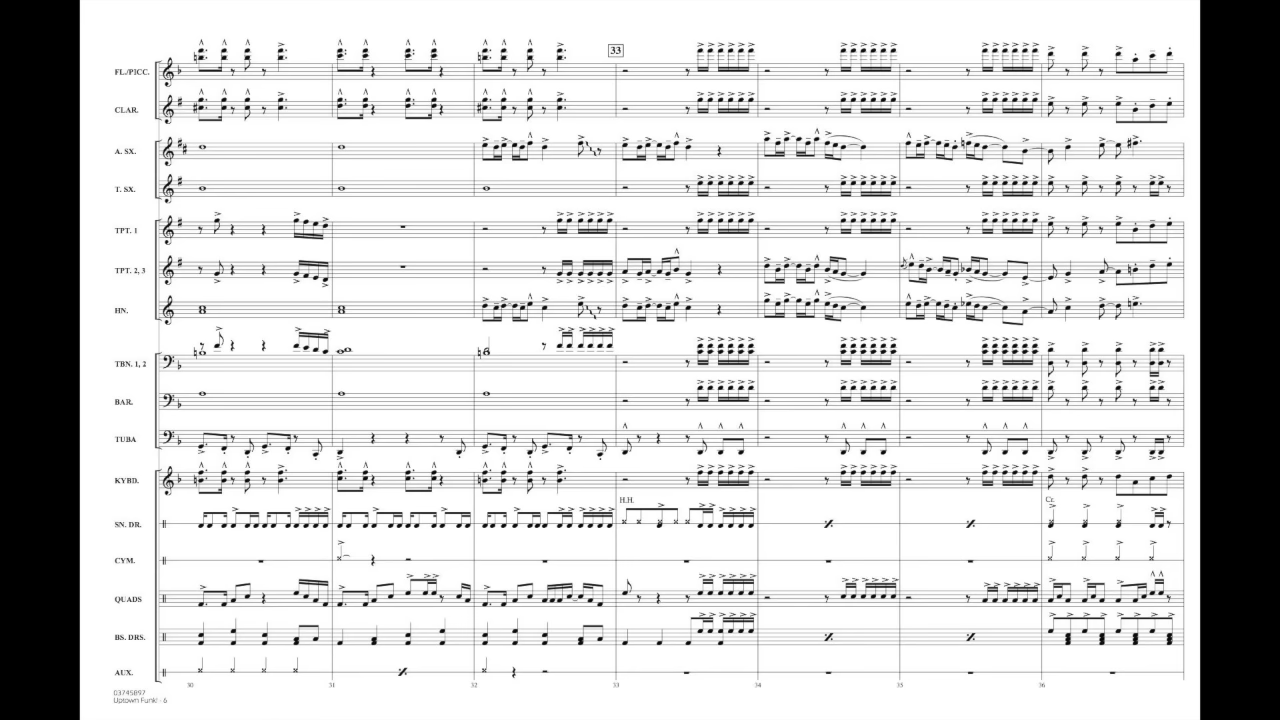 33
FL./PICC.
CLAR.
A. SX.
T. SX.
TPT. 1
TPT. 2, 3
HN.
TBN. 1, 2
BAR.
TUBA
KYBD.
H.H.
Cr.
SN. DR.
CYM.
QUADS
BS. DRS.
AUX.
30 31 32 33 34 35 36
03745897
Uptown Funk! - 6